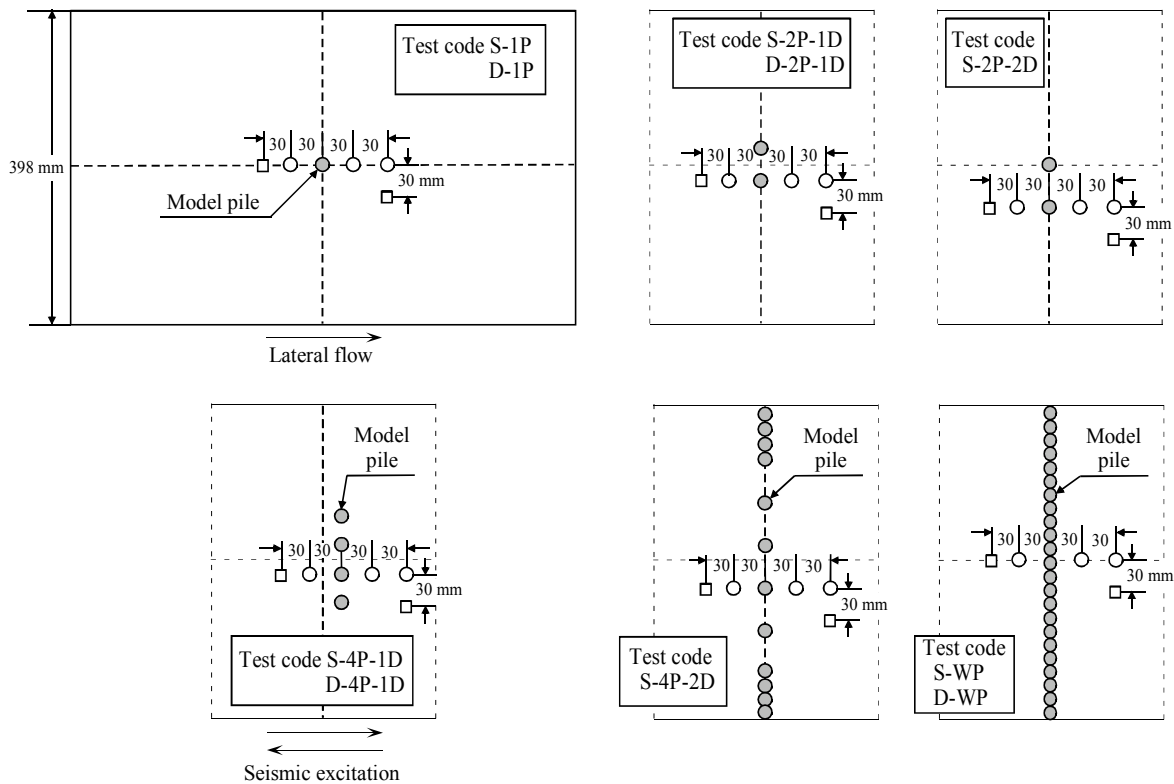 Test code S-1P
D-1P
30 30 30 30
398 mm
30 mm
Model pile
Lateral flow
Test code S-2P-1D
D-2P-1D
30 30 30 30
30 mm
Test code
S-2P-2D
30 30 30 30
30 mm
Model
pile
30 30 30 30
30 mm
Test code S-4P-1D
D-4P-1D
Seismic excitation
Model
pile
30 30 30 30
30 mm
Test code
S-4P-2D
Model
pile
30 30 30 30
30 mm
Test code
S-WP
D-WP